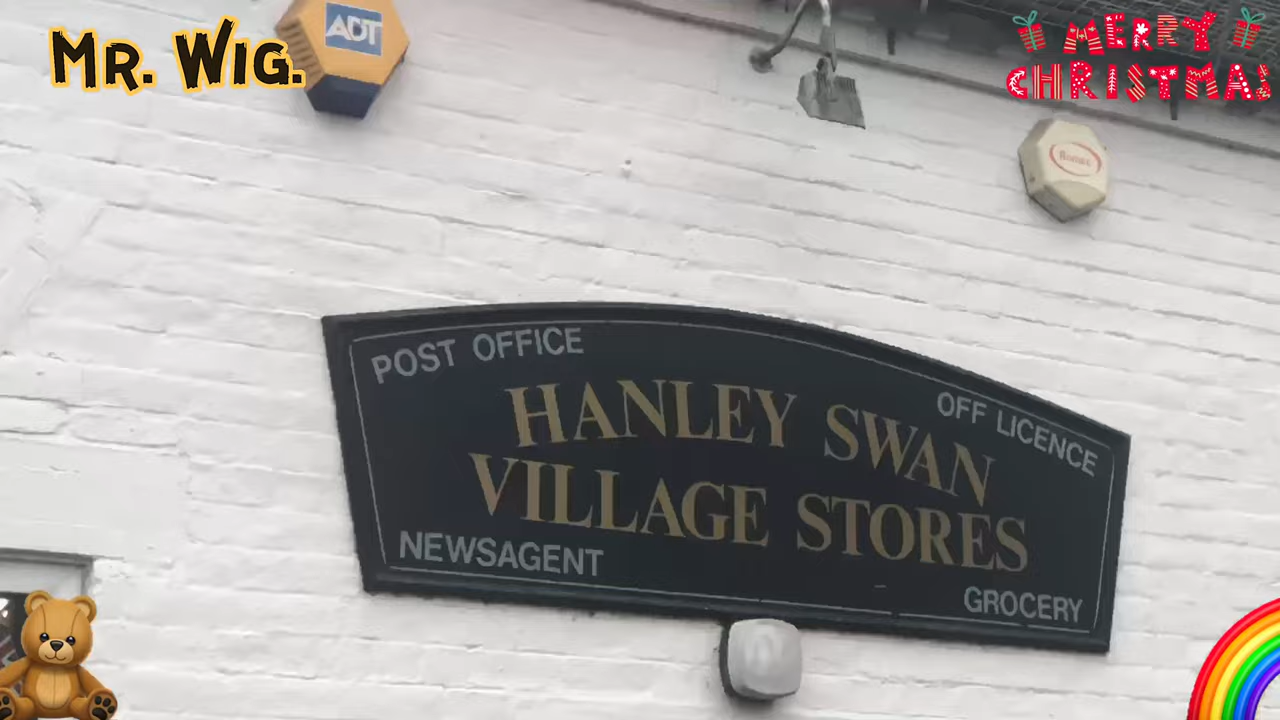 MR. WIG.
ADT
MERRY
CHRISTMAS
POST OFFICE
OFF LICENCE
HANLEY SWAN
VILLAGE STORES
NEWSAGENT
GROCERY